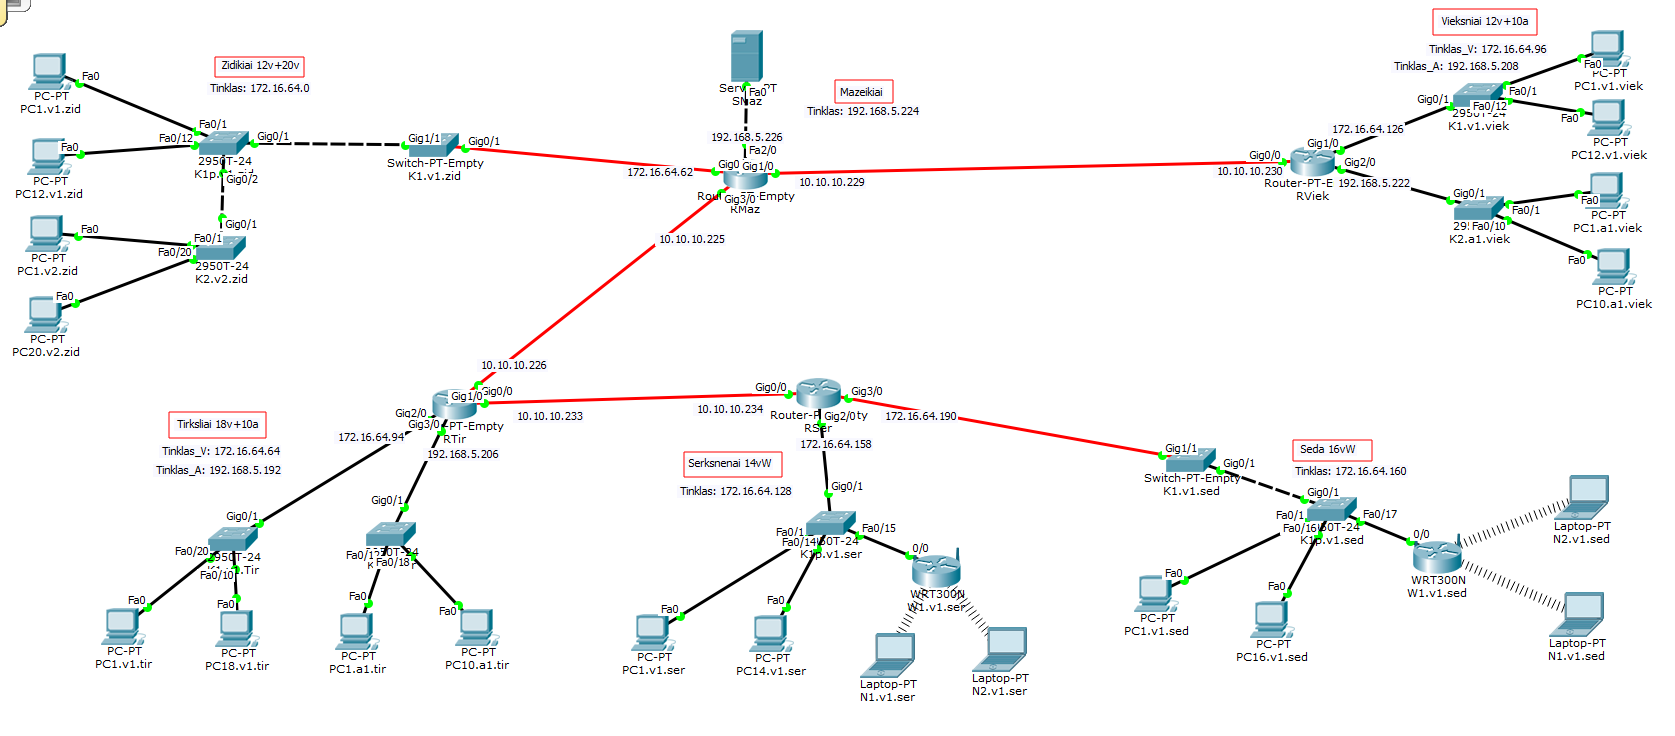 Zidikiai 12v+20v
Tinklas: 172.16.64.0
Fa0
PC-PT
PC1.v1.zid
Fa0/1
Fa0/12
Gig0/1
Fa0
PC-PT
PC12.v1.zid
2950T-24
Gig0/2
Gig1/1
Gig0/1
Switch-PT-Empty
K1.v1.zid
Fa0
PC-PT
PC1.v2.zid
Gig0/1
Fa0/1
Fa0/20
2950T-24
K2.v2.zid
Fa0
PC-PT
PC20.v2.zid
Mazeikiai
Tinklas: 192.168.5.224
Fa0
SMaz
192.168.5.226
Fa2/0
172.16.64.62
Gig1/0
Gig3/0
RMaz
10.10.10.229
10.10.10.225
Vieksniai 12v+10a
Tinklas_V: 172.16.64.96
Tinklas_A: 192.168.5.208
Fa0
PC-PT
PC1.v1.viek
Gig0/1
Fa0/1
Fa0/12
2950T-24
K1.v1.viek
Fa0
PC-PT
PC12.v1.viek
172.16.64.126
Gig1/0
Gig0/0
10.10.10.230
Gig2/0
Router-PT-E
RViek
192.168.5.222
Gig0/1
Fa0/1
Fa0/10
K2.a1.viek
Fa0
PC-PT
PC1.a1.viek
Fa0
PC-PT
PC10.a1.viek
10.10.10.226
Gig0/0
Gig1/0
Gig2/0
Gig3/0
-PT-Empty
RTir
10.10.10.233
172.16.64.94
192.168.5.206
Tirksliai 18v+10a
Tinklas_V: 172.16.64.64
Tinklas_A: 192.168.5.192
Gig0/1
Fa0/20
Fa0/10
Fa0
PC-PT
PC1.v1.tir
Fa0
PC-PT
PC18.v1.tir
Gig0/1
Fa0/18
Fa0
PC-PT
PC1.a1.tir
Fa0
PC-PT
PC10.a1.tir
Gig0/0
10.10.10.234
Gig3/0
Gig2/0
RSer
172.16.64.158
172.16.64.190
Serksnenai 14vW
Tinklas: 172.16.64.128
Gig0/1
Fa0/1
Fa0/14
Fa0/15
K1p.v1.ser
0/0
WRT300N
W1.v1.ser
Fa0
PC-PT
PC1.v1.ser
Fa0
PC-PT
PC14.v1.ser
Laptop-PT
N1.v1.ser
Laptop-PT
N2.v1.ser
Seda 16vW
Tinklas: 172.16.64.160
Gig1/1
Gig0/1
Switch-PT-Empty
K1.v1.sed
Gig0/1
Fa0/1
Fa0/16
Fa0/17
K1p.v1.sed
0/0
WRT300N
W1.v1.sed
Fa0
PC-PT
PC1.v1.sed
Fa0
PC-PT
PC16.v1.sed
Laptop-PT
N2.v1.sed
Laptop-PT
N1.v1.sed